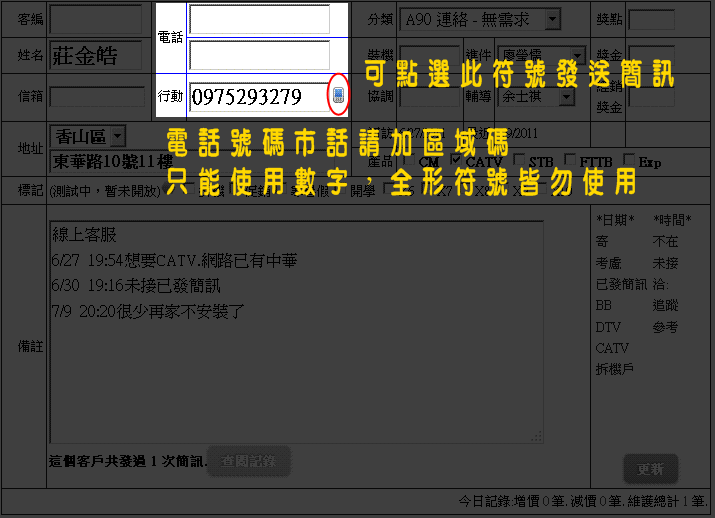 客編
電話
分類 A90 連絡 - 無需求
獎點
姓名 莊金皓
裝機
進件
獎金
可點選此符號發送簡訊
信箱
行動 0975293279
協調
輔導 余士祺
獎金
地址 香山區
9/2011
電話號碼市話請加區域碼
東華路10號11樓
產品 CM CATV STB FTTB Exp
只能使用數字，全形符號皆勿使用
標記 (測試中，暫未開放)
開學
備註
線上客服
6/27 19:54想要CATV.網路已有中華
6/30 19:16未接已發簡訊
7/9 20:20很少再家不安裝了
*日期* *時間*
寄 不在
考慮 未接
已發簡訊 洽:
BB 追蹤
DTV 參考
CATV
拆機戶
這個客戶共發過 1 次簡訊.
查閱記錄
更新
今日記錄:增價 0 筆. 減價 0 筆. 維護總計 1 筆.